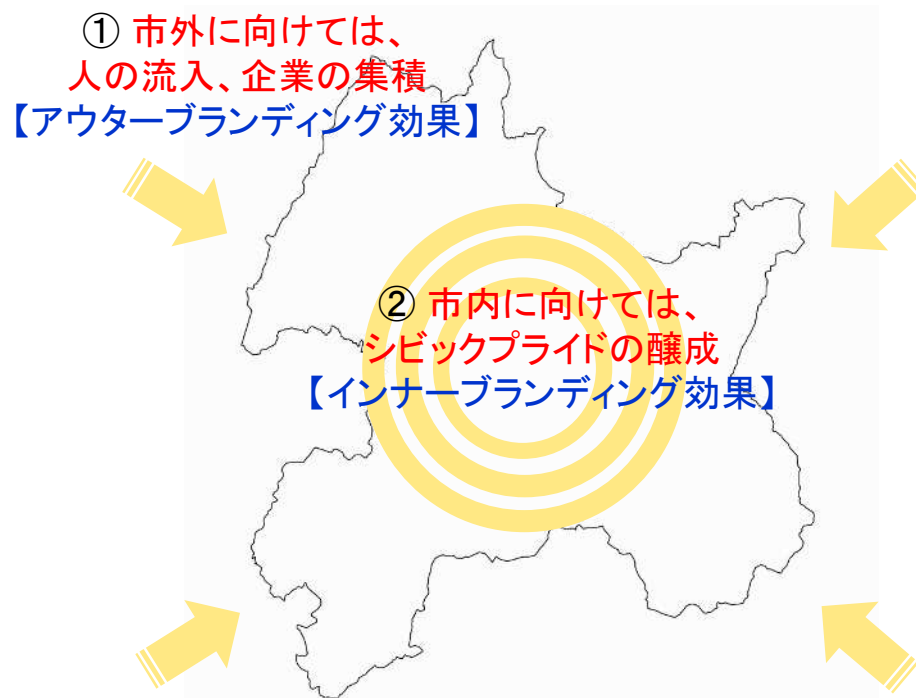 ① 市外に向けては、
人の流入、企業の集積
【アウターブランディング効果】
② 市内に向けては、
シビックプライドの醸成
【インナーブランディング効果】